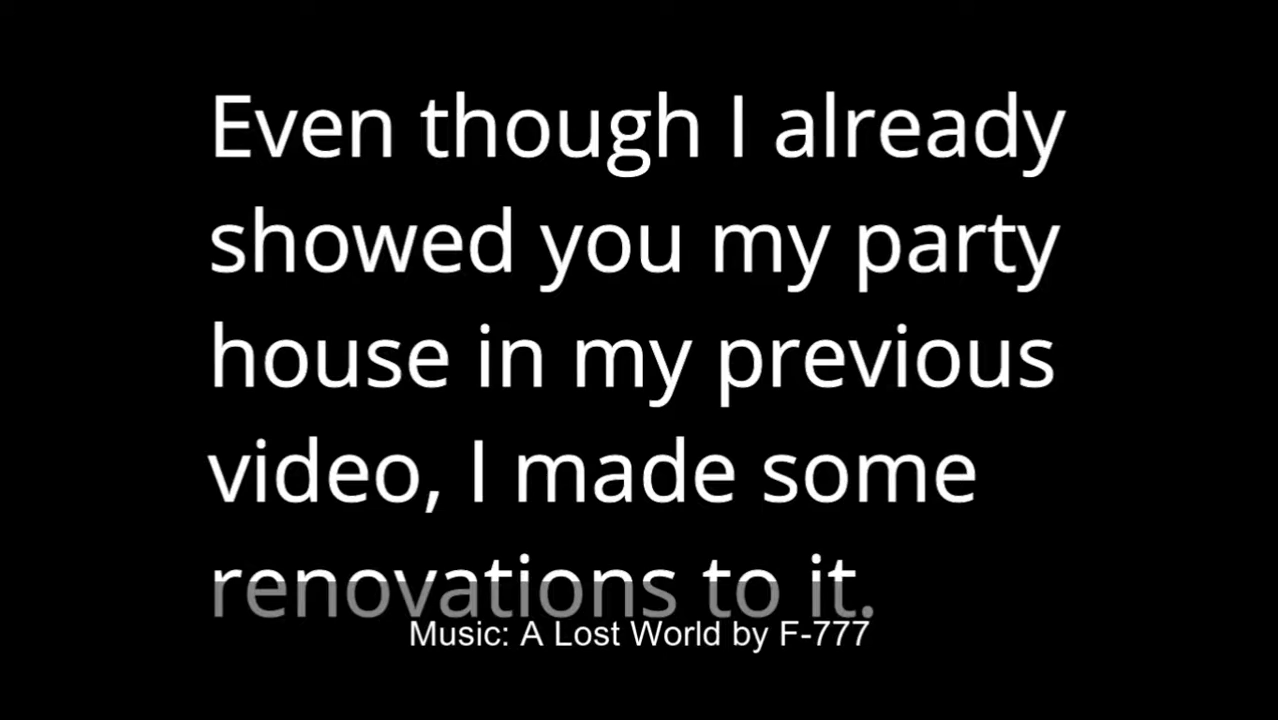 Even though I already
showed you my party
house in my previous
video, I made some
renovations to it.
Music: A Lost World by F-777